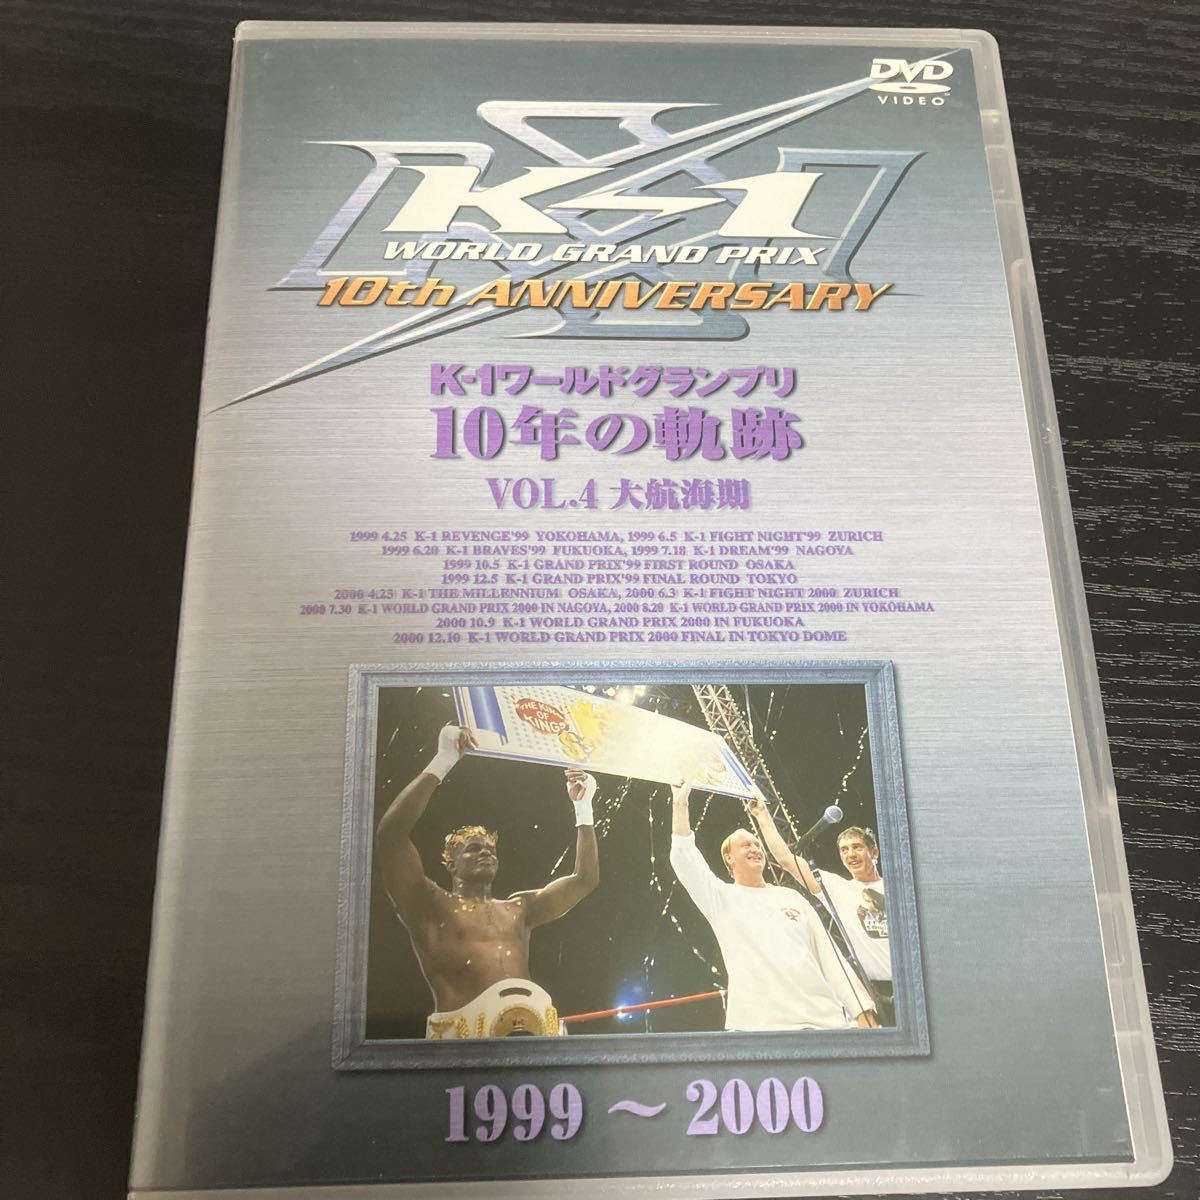 DVD
VIDEO
K-1
WORLD GRAND PRIX
10th ANNIVERSARY
K-1ワールドグランプリ
10年の軌跡
VOL.4 大航海期
1999 4.25 K-1 REVENGE'99 YOKOHAMA, 1999 6.5 K-1 FIGHT NIGHT'99 ZURICH
1999 6.20 K-1 BRAVES'99 FUKUOKA, 1999 7.18 K-1 DREAM'99 NAGOYA
1999 10.5 K-1 GRAND PRIX'99 FIRST ROUND OSAKA
1999 12.5 K-1 GRAND PRIX'99 FINAL ROUND TOKYO
2000 4.23 K-1 THE MILLENNIUM OSAKA, 2000 6.3 K-1 FIGHT NIGHT 2000 ZURICH
2000 7.30 K-1 WORLD GRAND PRIX 2000 IN NAGOYA, 2000 8.20 K-1 WORLD GRAND PRIX 2000 IN YOKOHAMA
2000 10.9 K-1 WORLD GRAND PRIX 2000 IN FUKUOKA
2000 12.10 K-1 WORLD GRAND PRIX 2000 FINAL IN TOKYO DOME
THE KING
OF
KINGS
1999 ～ 2000